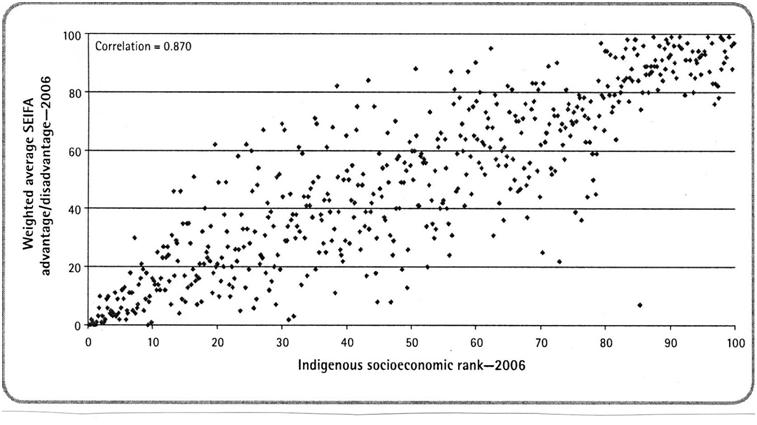 Correlation = 0.870
100
80
60
40
20
0
Weighted average SEIFA
advantage/disadvantage—2006
0 10 20 30 40 50 60 70 80 90 100
Indigenous socioeconomic rank—2006